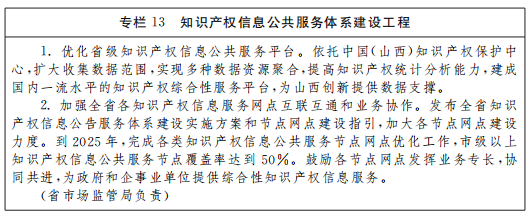 专栏 13 知识产权信息公共服务体系建设工程
1. 优化省级知识产权信息公共服务平台。依托中国(山西)知识产权保护中
心,扩大收集数据范围,实现多种数据资源聚合,提高知识产权统计分析能力,建成
国内一流水平的知识产权综合性服务平台,为山西创新提供数据支撑。
2. 加强全省各知识产权信息服务网点互联互通和业务协作。发布全省知识
产权信息公告服务体系建设实施方案和节点网点建设指引,加大各节点网点建设
力度。到 2025 年,完成各类知识产权信息公共服务节点网点优化工作,市级以上
知识产权信息公共服务节点覆盖率达到 50%。鼓励各节点网点发挥业务专长,协
同共进,为政府和企事业单位提供综合性知识产权信息服务。
(省市场监管局负责)